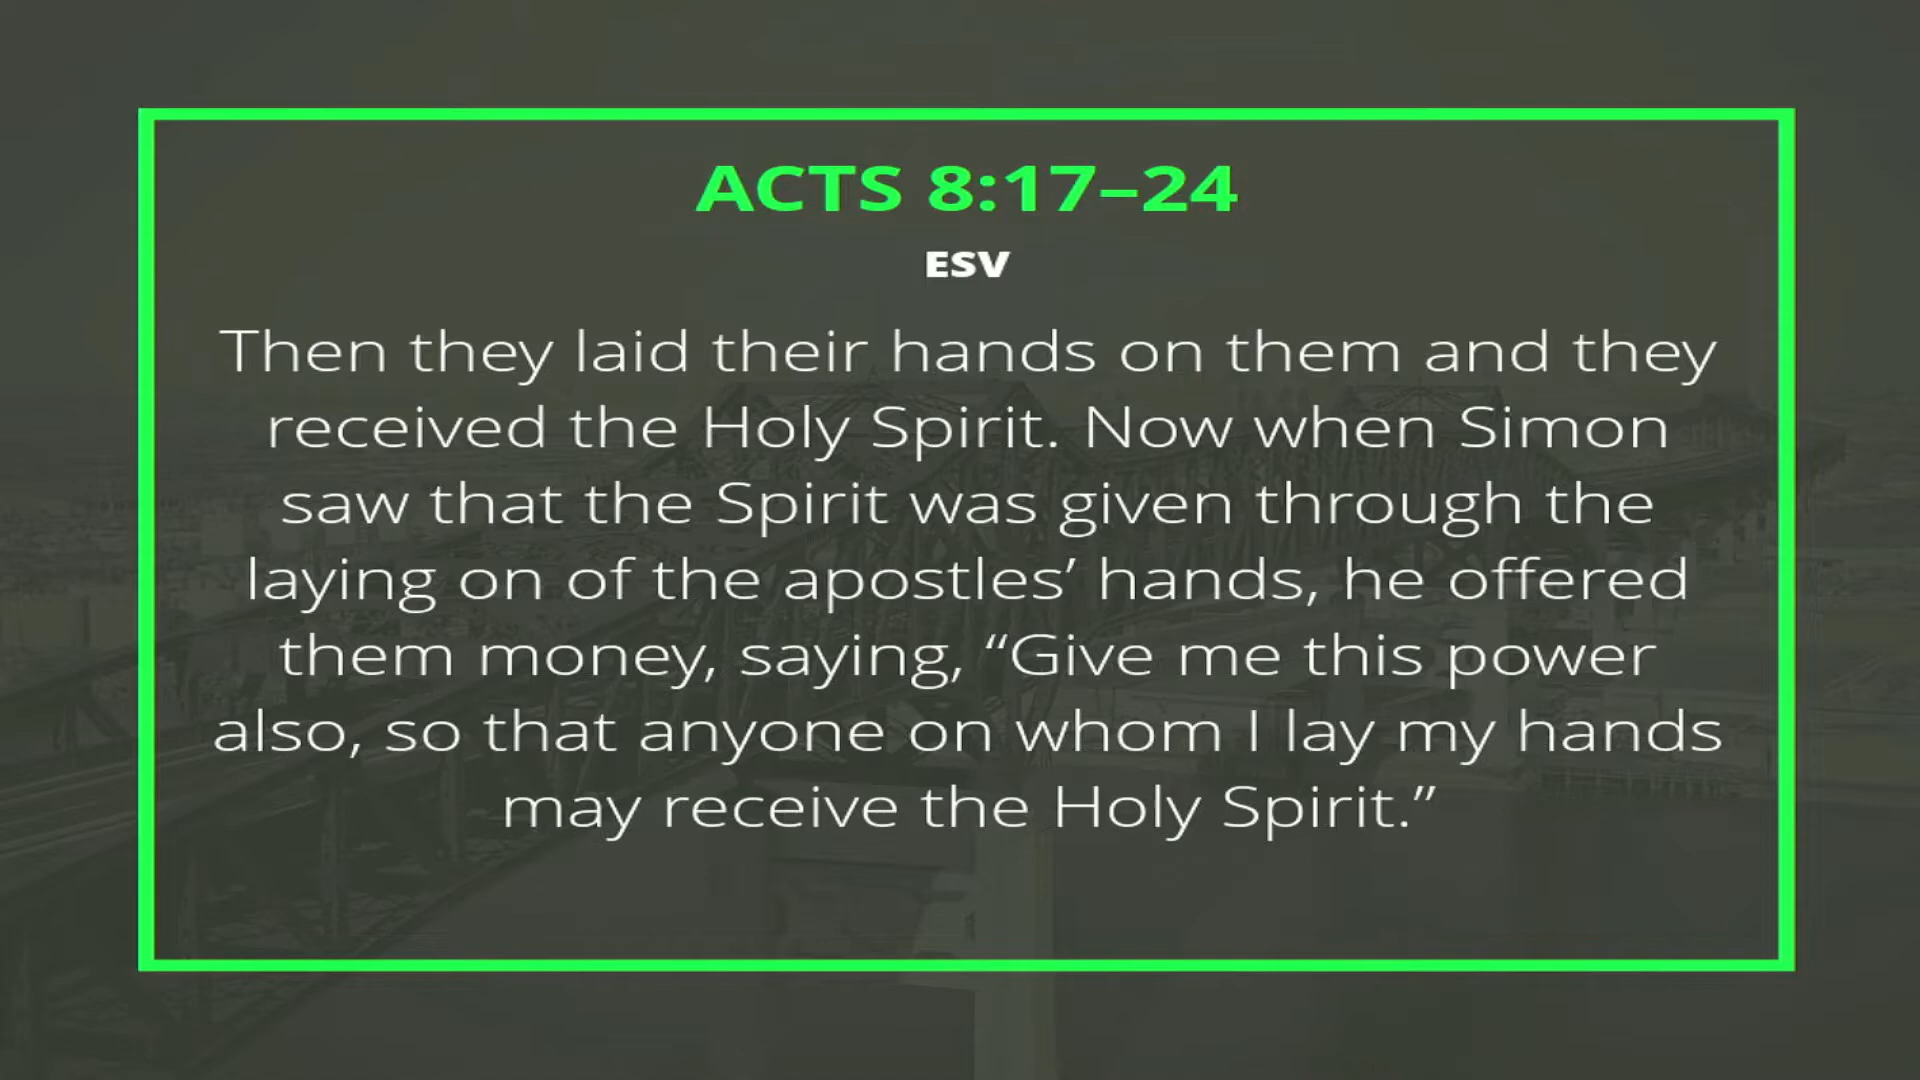 ACTS 8:17–24
ESV
Then they laid their hands on them and they
received the Holy Spirit. Now when Simon
saw that the Spirit was given through the
laying on of the apostles’ hands, he offered
them money, saying, “Give me this power
also, so that anyone on whom I lay my hands
may receive the Holy Spirit.”